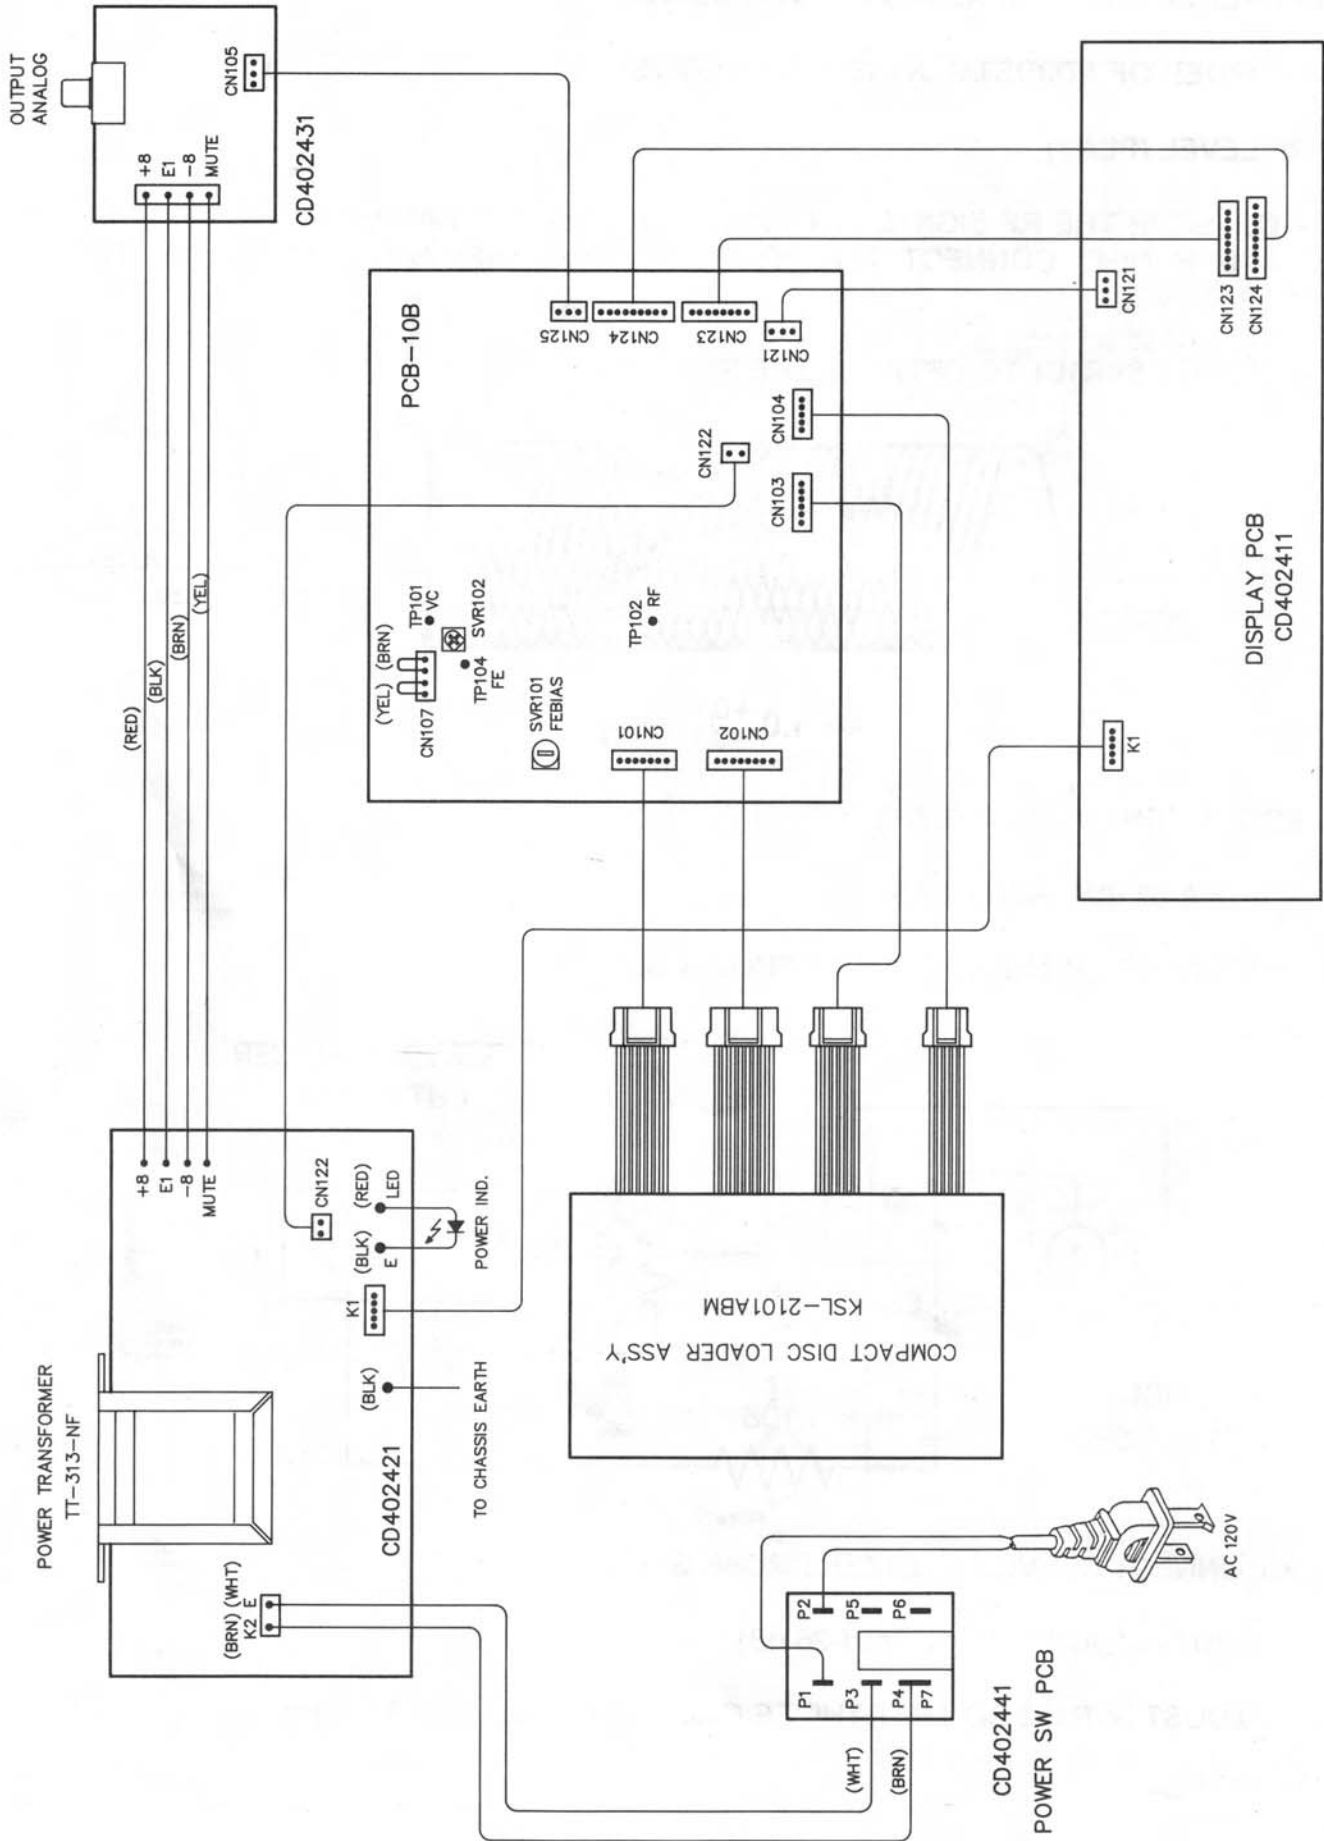 OUTPUT
ANALOG
CN105
+8
E1
-8
MUTE
CD402431
(RED)
(BLK)
(BRN)
(YEL)
PCB-10B
CN125
CN124
CN123
CN121
CN104
CN103
CN122
TP101
VC
SVR102
(YEL) (BRN)
CN107
TP104
FE
SVR101
FEBIAS
TP102
RF
CN101
CN102
CN121
CN123
CN124
K1
DISPLAY PCB
CD402411
POWER TRANSFORMER
TT-313-NF
+8
E1
-8
MUTE
CN122
(RED)
LED
(BLK)
E
POWER IND.
K1
(BLK)
TO CHASSIS EARTH
CD402421
(BRN) (WHT)
K2 E
COMPACT DISC LOADER ASS'Y
KSL-2101ABM
AC 120V
P1
P2
P3
P5
P4
P6
P7
(WHT)
(BRN)
CD402441
POWER SW PCB